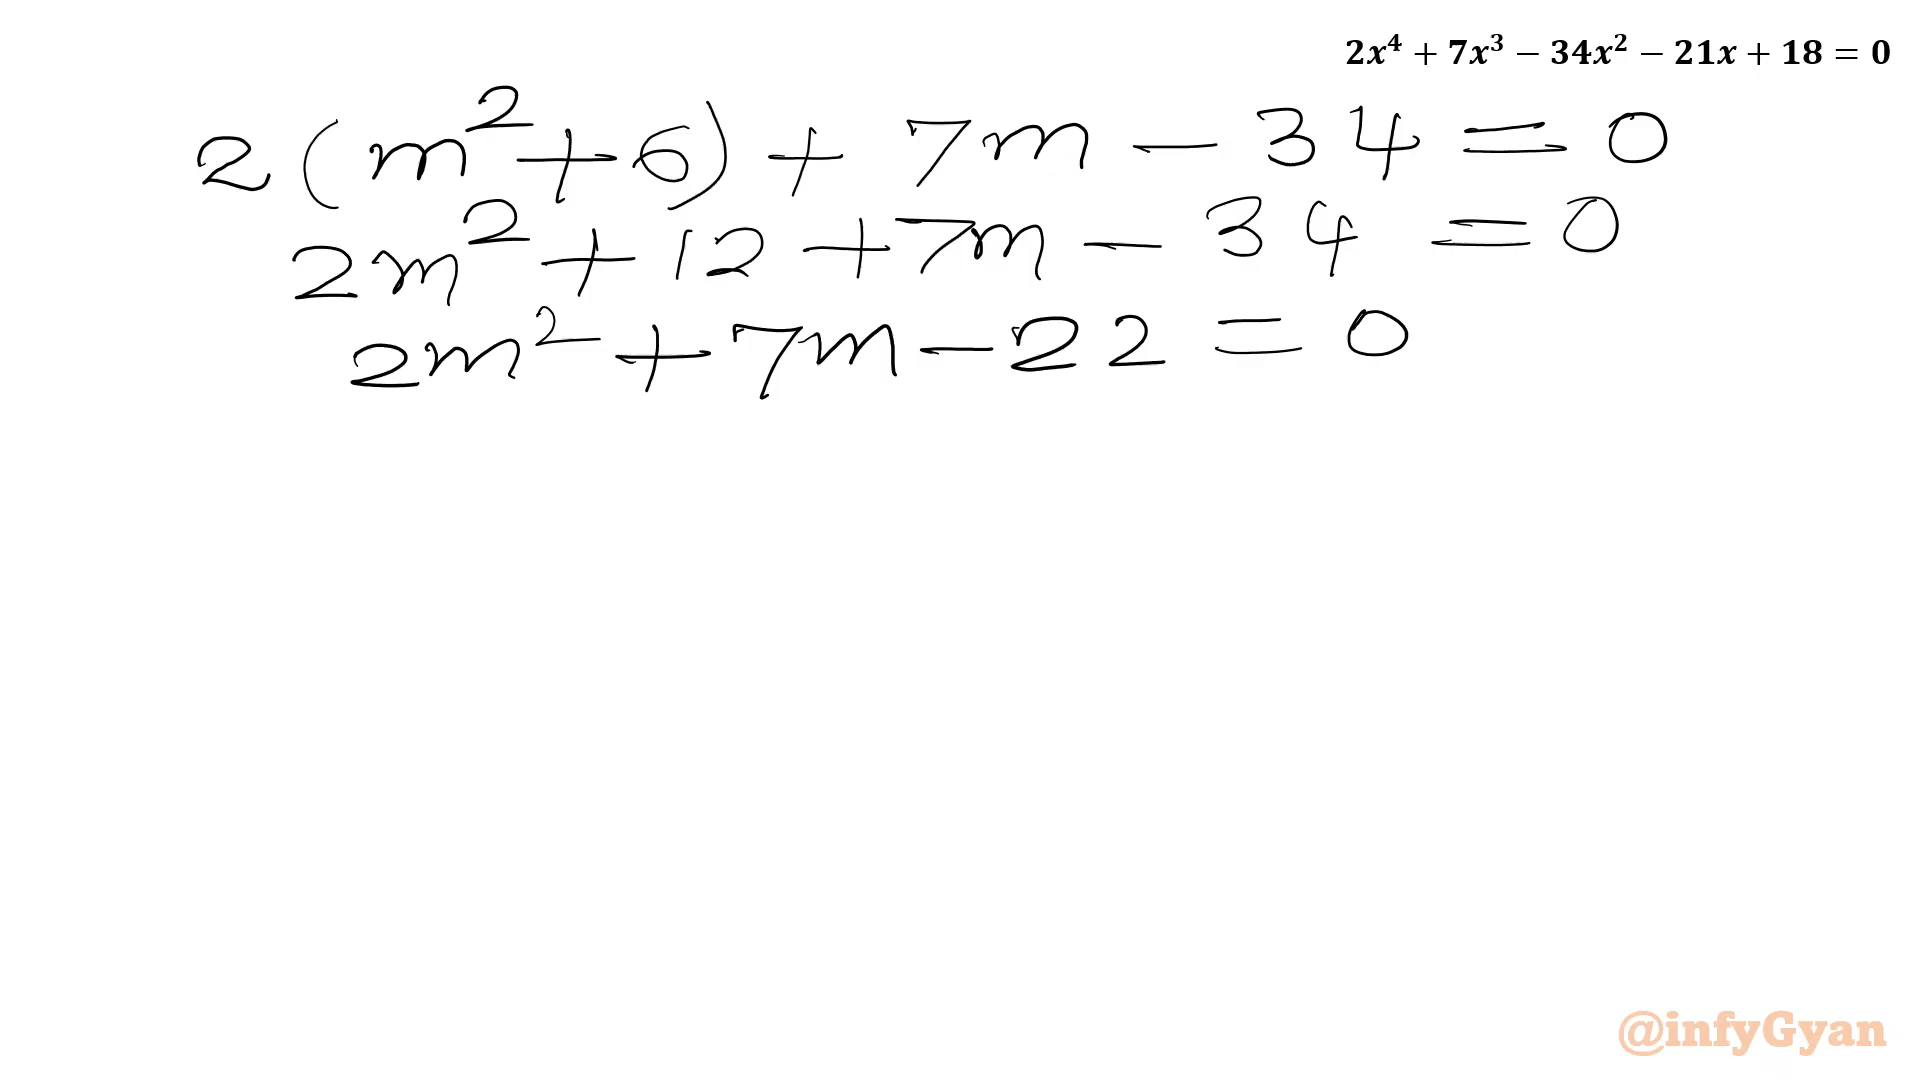 2x⁴ + 7x³ − 34x² − 21x + 18 = 0
2(m²+6) + 7m − 34 = 0
2m² + 12 + 7m − 34 = 0
2m² + 7m − 22 = 0
@infyGyan